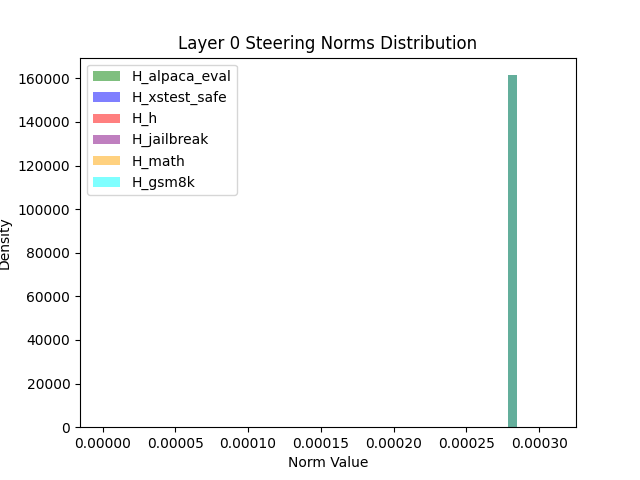 Layer 0 Steering Norms Distribution
H_alpaca_eval
H_xstest_safe
H_h
H_jailbreak
H_math
H_gsm8k
160000
140000
120000
100000
80000
60000
40000
20000
0
Density
0.00000 0.00005 0.00010 0.00015 0.00020 0.00025 0.00030
Norm Value